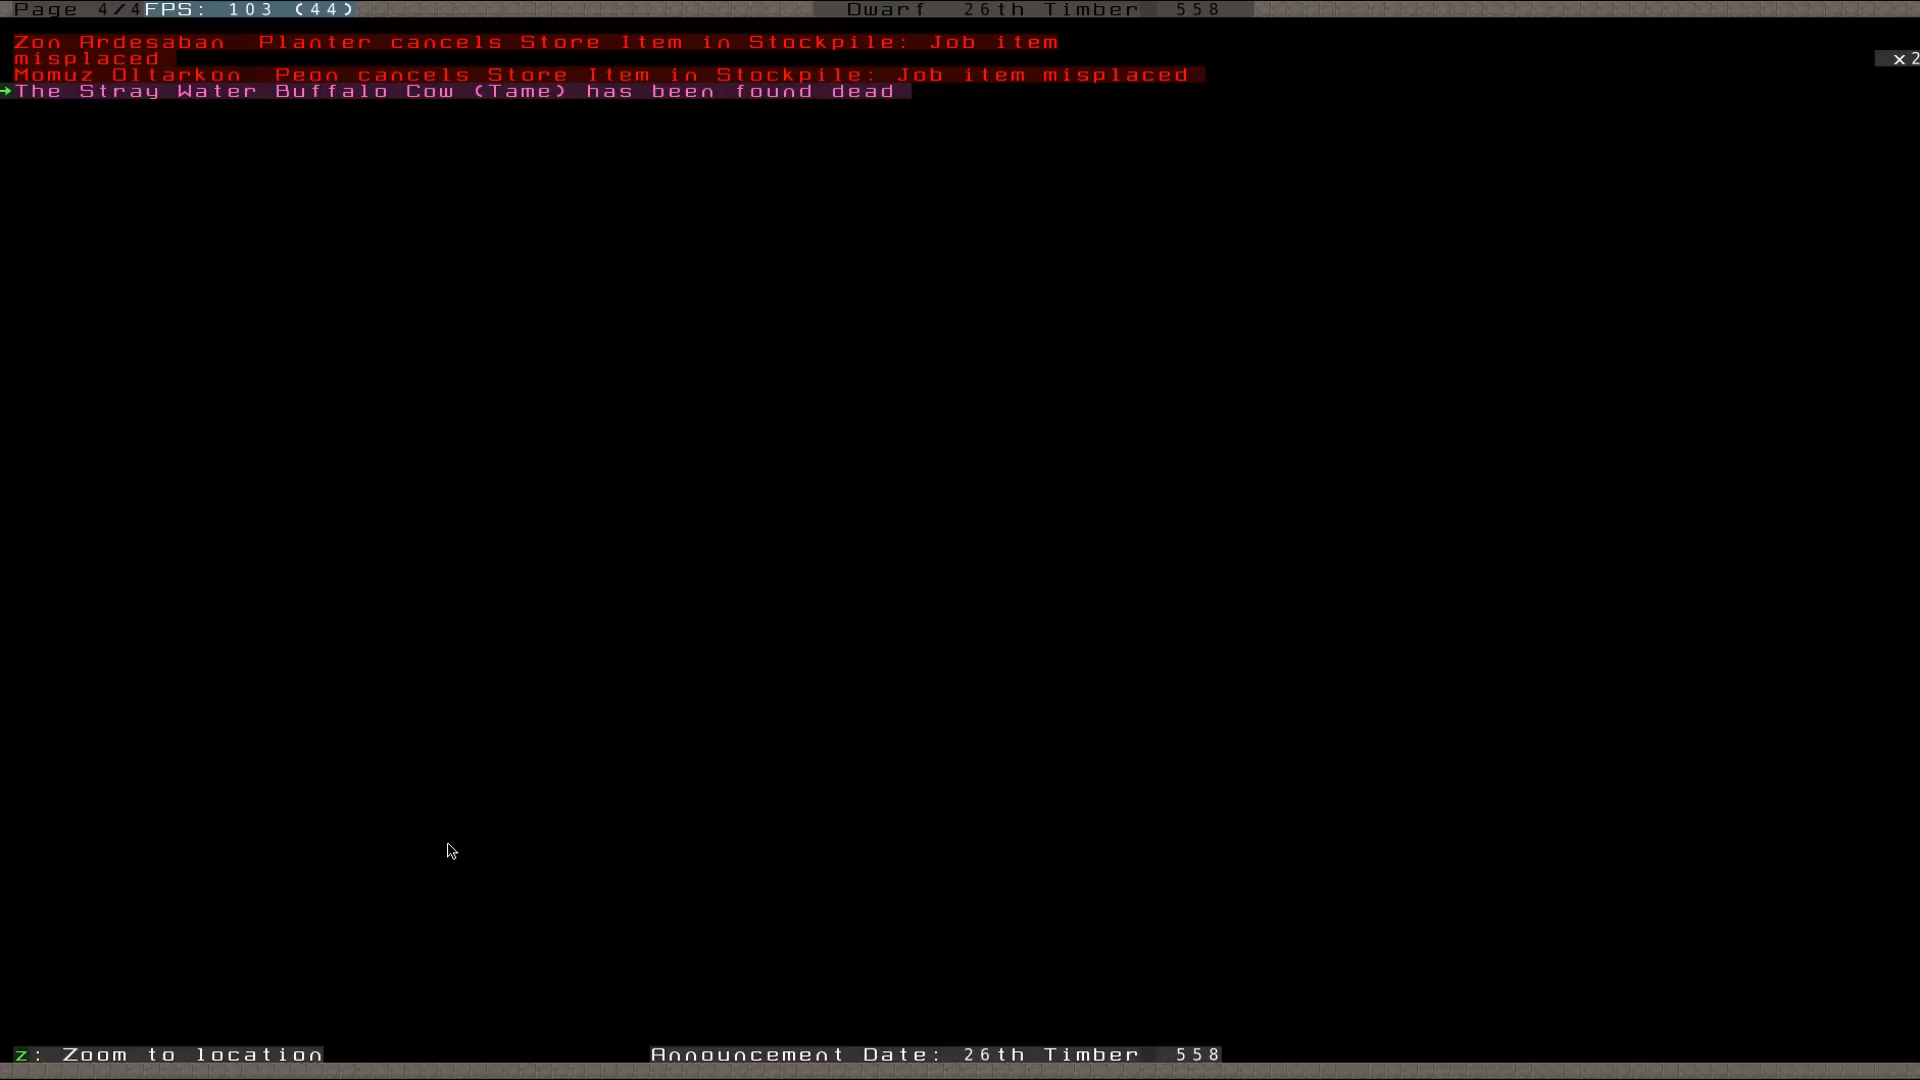 Page 4/4 FPS: 103 (44) Dwarf 26th Timber 558
Zon Ardesaban Planter cancels Store Item in Stockpile: Job item
misplaced x2
Momuz Oltarkon Peon cancels Store Item in Stockpile: Job item misplaced
→The Stray Water Buffalo Cow (Tame) has been found dead
z: Zoom to location Announcement Date: 26th Timber 558